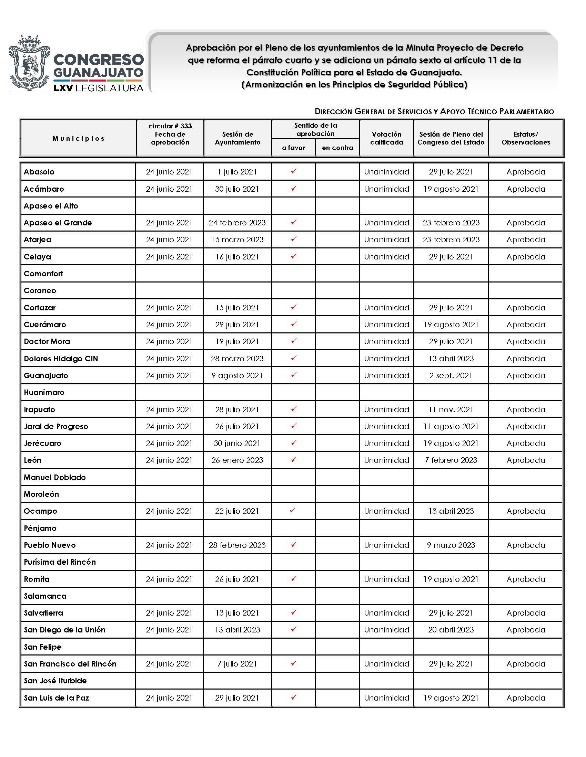 CONGRESO
GUANAJUATO
LXV LEGISLATURA
Aprobación por el Pleno de los ayuntamientos de la Minuta Proyecto de Decreto
que reforma el párrafo cuarto y se adiciona un párrafo sexto al artículo 11 de la
Constitución Política para el Estado de Guanajuato.
(Armonización en los Principios de Seguridad Pública)
DIRECCIÓN GENERAL DE SERVICIOS Y APOYO TÉCNICO PARLAMENTARIO
Municipios circular # 333 Fecha de aprobación Sesión de Ayuntamiento Sentido de la aprobación a favor en contra Votación calificada Sesión de Pleno del Congreso del Estado Estatus/ Observaciones
Abasolo 24 junio 2021 1 julio 2021 ✓ Unanimidad 29 julio 2021 Aprobada
Acámbaro 24 junio 2021 30 julio 2021 ✓ Unanimidad 19 agosto 2021 Aprobada
Apaseo el Alto
Apaseo el Grande 24 junio 2021 24 febrero 2023 ✓ Unanimidad 23 febrero 2023 Aprobada
Atarjea 24 junio 2021 15 marzo 2023 ✓ Unanimidad 23 febrero 2023 Aprobada
Celaya 24 junio 2021 16 julio 2021 ✓ Unanimidad 29 julio 2021 Aprobada
Comonfort
Coroneo
Cortazar 24 junio 2021 15 julio 2021 ✓ Unanimidad 29 julio 2021 Aprobada
Cuerámaro 24 junio 2021 29 julio 2021 ✓ Unanimidad 19 agosto 2021 Aprobada
Doctor Mora 24 junio 2021 19 julio 2021 ✓ Unanimidad 29 julio 2021 Aprobada
Dolores Hidalgo CIN 24 junio 2021 28 marzo 2023 ✓ Unanimidad 13 abril 2023 Aprobada
Guanajuato 24 junio 2021 9 agosto 2021 ✓ Unanimidad 2 sept. 2021 Aprobada
Huanímaro
Irapuato 24 junio 2021 28 julio 2021 ✓ Unanimidad 11 nov. 2021 Aprobada
Jaral de Progreso 24 junio 2021 26 julio 2021 ✓ Unanimidad 11 agosto 2021 Aprobada
Jerécuaro 24 junio 2021 30 junio 2021 ✓ Unanimidad 19 agosto 2021 Aprobada
León 24 junio 2021 26 enero 2023 ✓ Unanimidad 7 febrero 2023 Aprobada
Manuel Doblado
Moroleón
Ocampo 24 junio 2021 22 julio 2021 ✓ Unanimidad 13 abril 2023 Aprobada
Pénjamo
Pueblo Nuevo 24 junio 2021 28 febrero 2023 ✓ Unanimidad 9 marzo 2023 Aprobada
Purísima del Rincón
Romita 24 junio 2021 26 julio 2021 ✓ Unanimidad 19 agosto 2021 Aprobada
Salamanca
Salvatierra 24 junio 2021 13 julio 2021 ✓ Unanimidad 29 julio 2021 Aprobada
San Diego de la Unión 24 junio 2021 13 abril 2023 ✓ Unanimidad 20 abril 2023 Aprobada
San Felipe
San Francisco del Rincón 24 junio 2021 7 julio 2021 ✓ Unanimidad 29 julio 2021 Aprobada
San José Iturbide
San Luis de la Paz 24 junio 2021 29 julio 2021 ✓ Unanimidad 19 agosto 2021 Aprobada